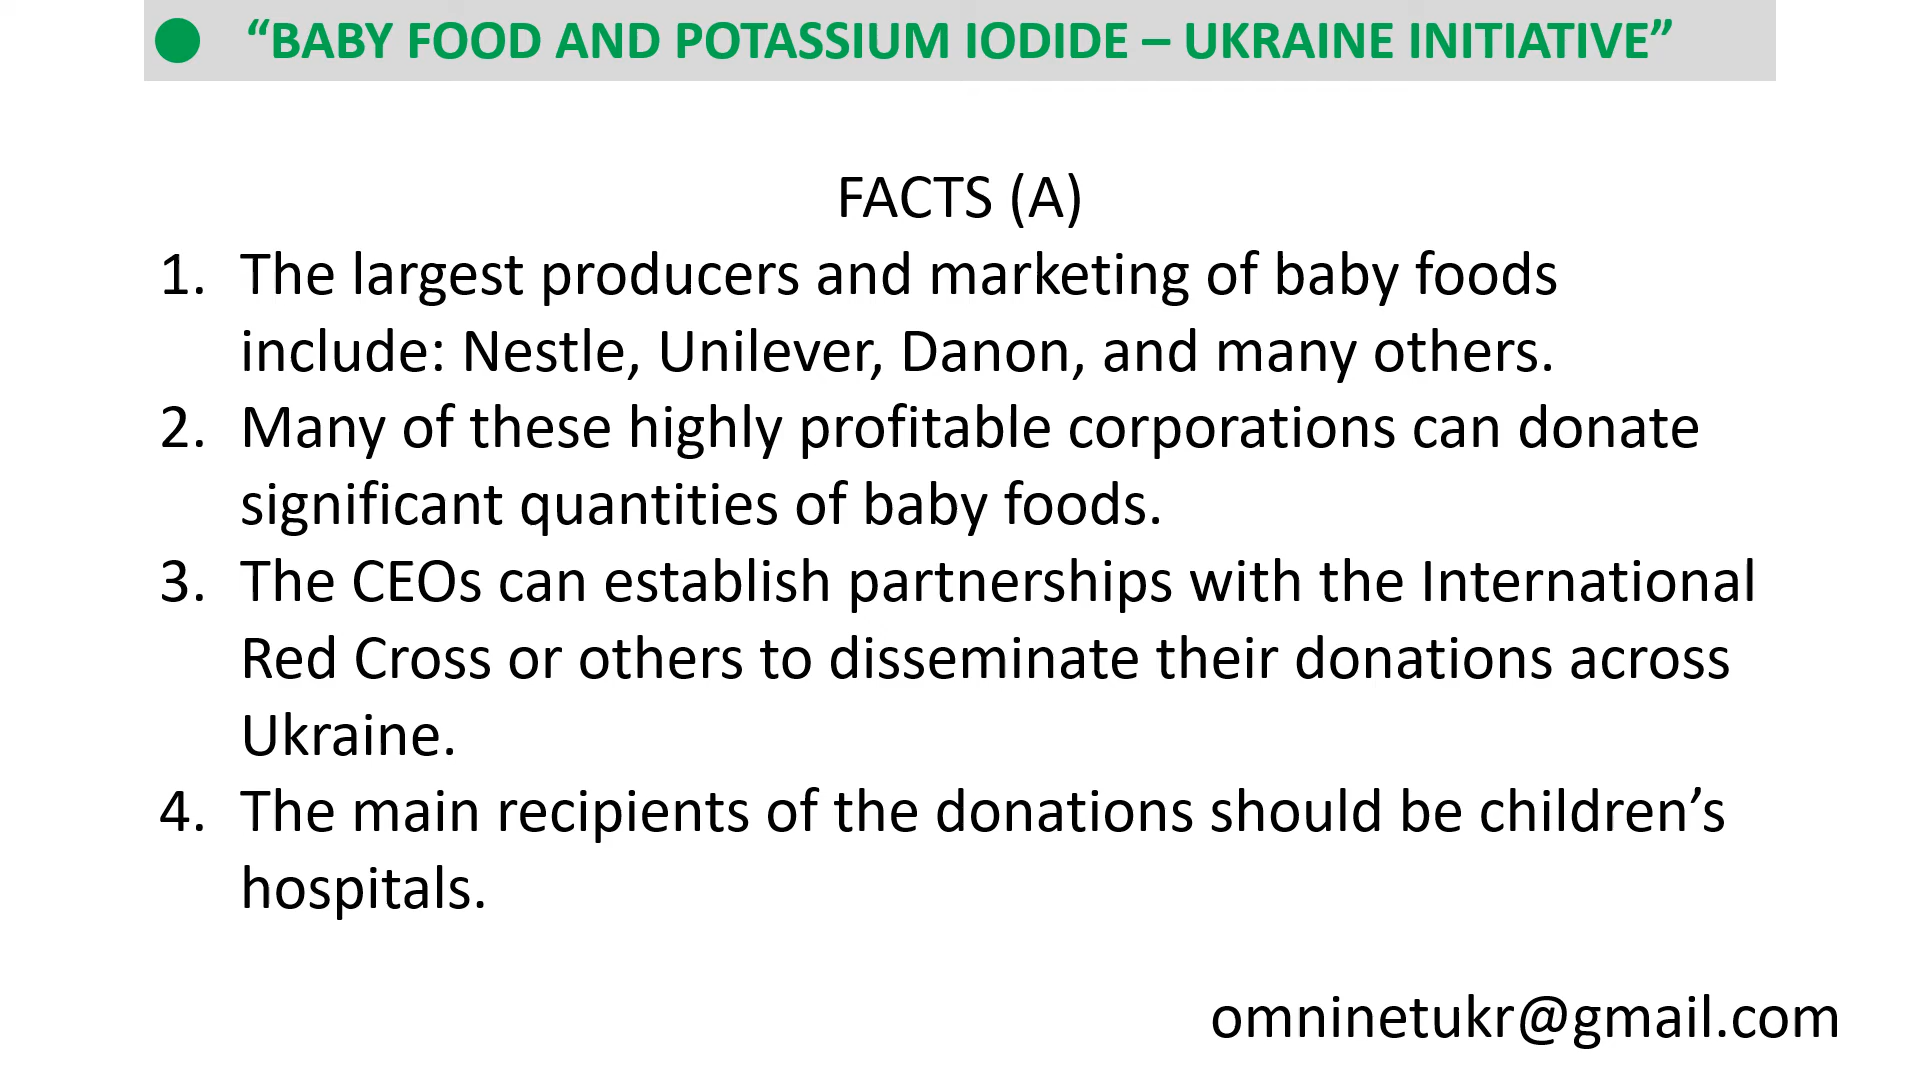 “BABY FOOD AND POTASSIUM IODIDE – UKRAINE INITIATIVE”
FACTS (A)
1. The largest producers and marketing of baby foods
include: Nestle, Unilever, Danon, and many others.
2. Many of these highly profitable corporations can donate
significant quantities of baby foods.
3. The CEOs can establish partnerships with the International
Red Cross or others to disseminate their donations across
Ukraine.
4. The main recipients of the donations should be children’s
hospitals.
omninetukr@gmail.com